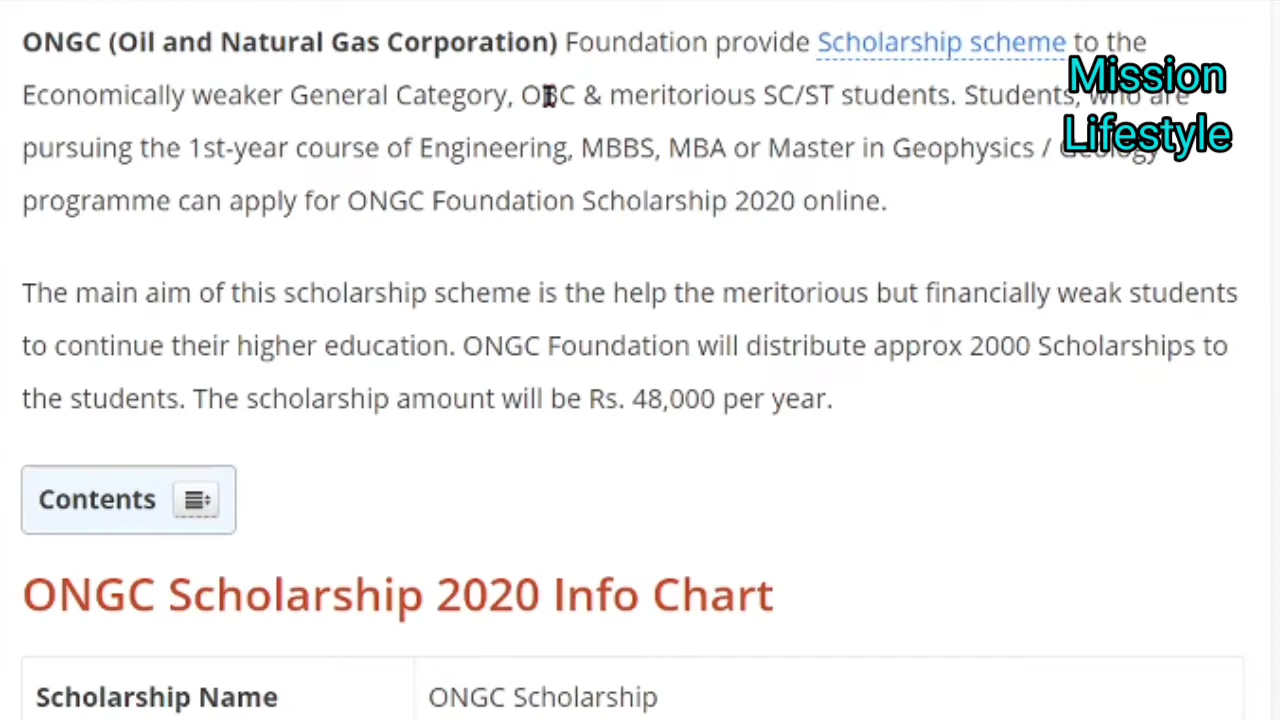 ONGC (Oil and Natural Gas Corporation) Foundation provide Scholarship scheme to the
Economically weaker General Category, OBC & meritorious SC/ST students. Students, who are
pursuing the 1st-year course of Engineering, MBBS, MBA or Master in Geophysics / Geology
programme can apply for ONGC Foundation Scholarship 2020 online.
Mission
Lifestyle
The main aim of this scholarship scheme is the help the meritorious but financially weak students
to continue their higher education. ONGC Foundation will distribute approx 2000 Scholarships to
the students. The scholarship amount will be Rs. 48,000 per year.
Contents
ONGC Scholarship 2020 Info Chart
Scholarship Name ONGC Scholarship